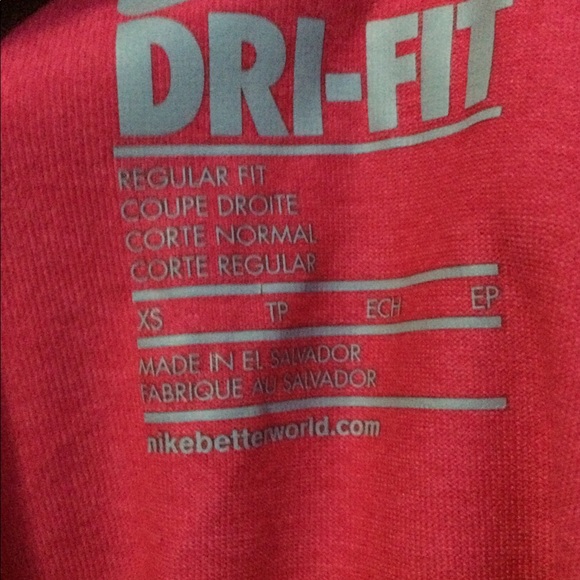 DRI-FIT
REGULAR FIT
COUPE DROITE
CORTE NORMAL
CORTE REGULAR
XS TP ECH EP
MADE IN EL SALVADOR
FABRIQUE AU SALVADOR
nikebetterworld.com